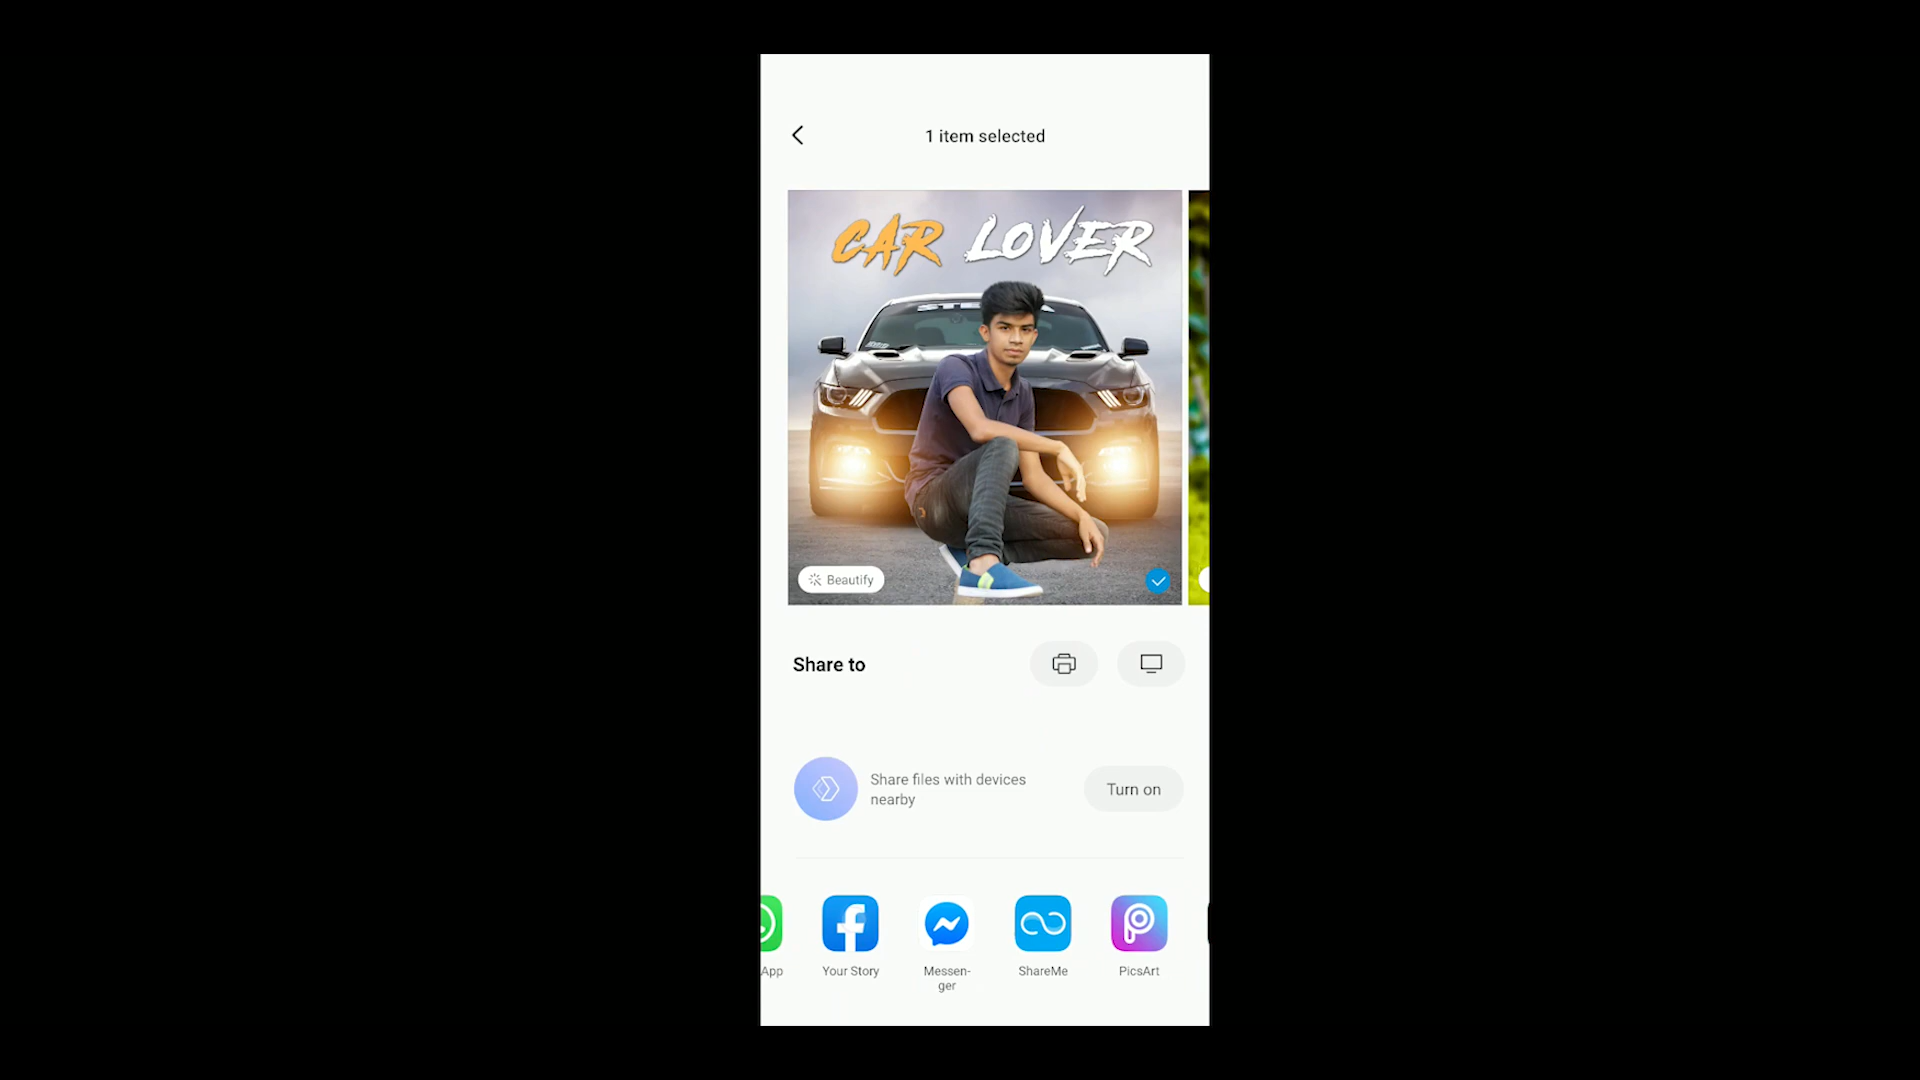 1 item selected
CAR LOVER
Beautify
Share to
Share files with devices
nearby
Turn on
App
Your Story
Messen-
ger
ShareMe
PicsArt